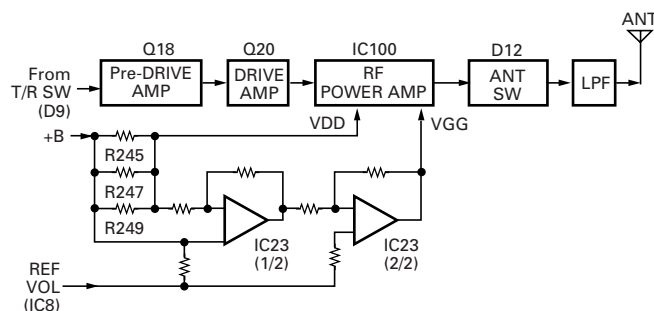 ANT
Q18
Q20
IC100
D12
From
T/R SW
(D9)
Pre-DRIVE
AMP
DRIVE
AMP
RF
POWER AMP
ANT
SW
LPF
+B
VDD
VGG
R245
R247
R249
IC23
(1/2)
IC23
(2/2)
REF
VOL
(IC8)